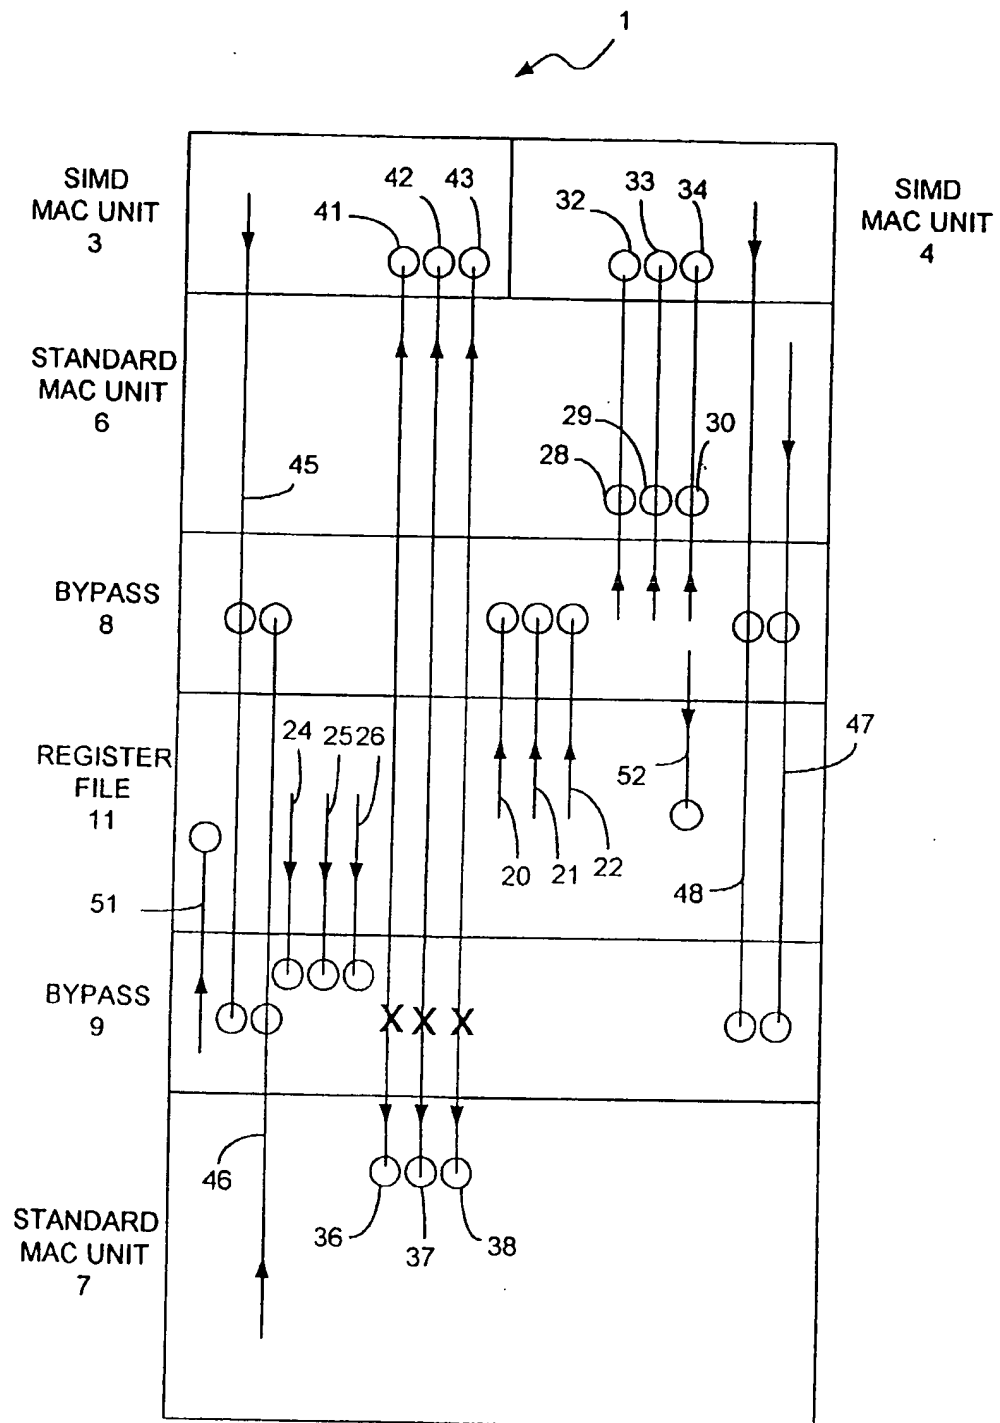 1
SIMD
MAC UNIT
3
41
42
43
32
33
34
SIMD
MAC UNIT
4
STANDARD
MAC UNIT
6
45
28
29
30
BYPASS
8
REGISTER
FILE
11
24
25
26
52
47
20
21
22
48
51
BYPASS
9
X X X
46
36
37
38
STANDARD
MAC UNIT
7